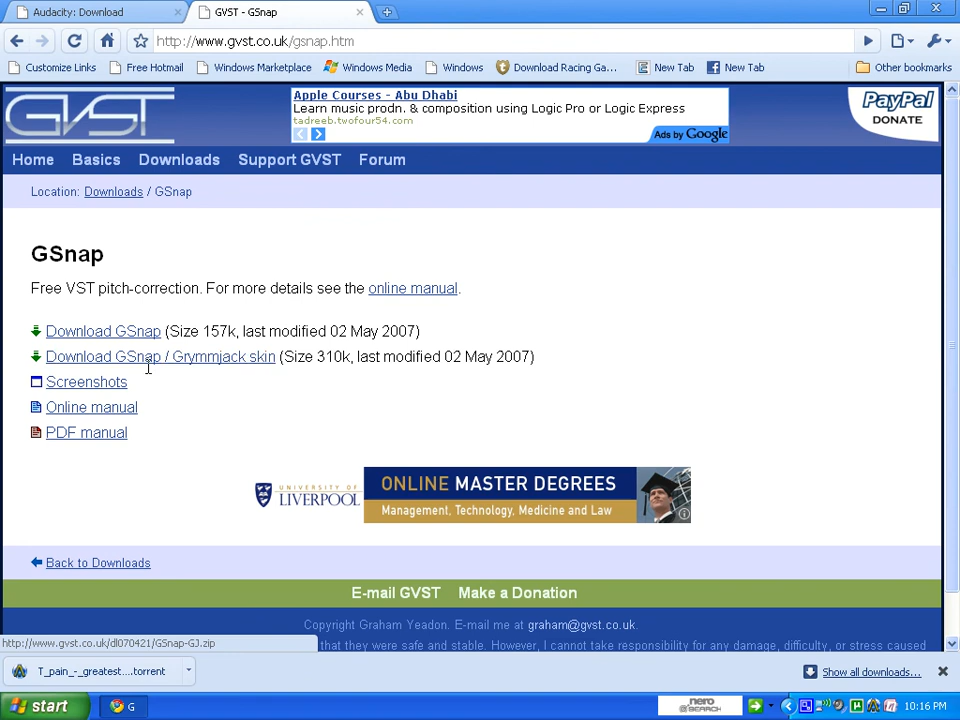 Audacity: Download
GVST - GSnap
http://www.gvst.co.uk/gsnap.htm
Customize Links
Free Hotmail
Windows Marketplace
Windows Media
Windows
Download Racing Ga...
New Tab
New Tab
Other bookmarks
GVST
Apple Courses - Abu Dhabi
Learn music prodn. & composition using Logic Pro or Logic Express
tadreeb.twofour54.com
Ads by Google
PayPal
DONATE
Home
Basics
Downloads
Support GVST
Forum
Location: Downloads / GSnap
GSnap
Free VST pitch-correction. For more details see the online manual.
Download GSnap (Size 157k, last modified 02 May 2007)
Download GSnap / Grymmjack skin (Size 310k, last modified 02 May 2007)
Screenshots
Online manual
PDF manual
UNIVERSITY OF
LIVERPOOL
ONLINE MASTER DEGREES
Management, Technology, Medicine and Law
Back to Downloads
E-mail GVST
Make a Donation
Copyright Graham Yeadon. E-mail me at graham@gvst.co.uk.
http://www.gvst.co.uk/dl070421/GSnap-GJ.zip
that they were safe and stable. However, I cannot take responsibility for any damage, difficulty, or stress caused
T_pain_-_greatest....torrent
Show all downloads...
start
G
nero
SEARCH
10:16 PM